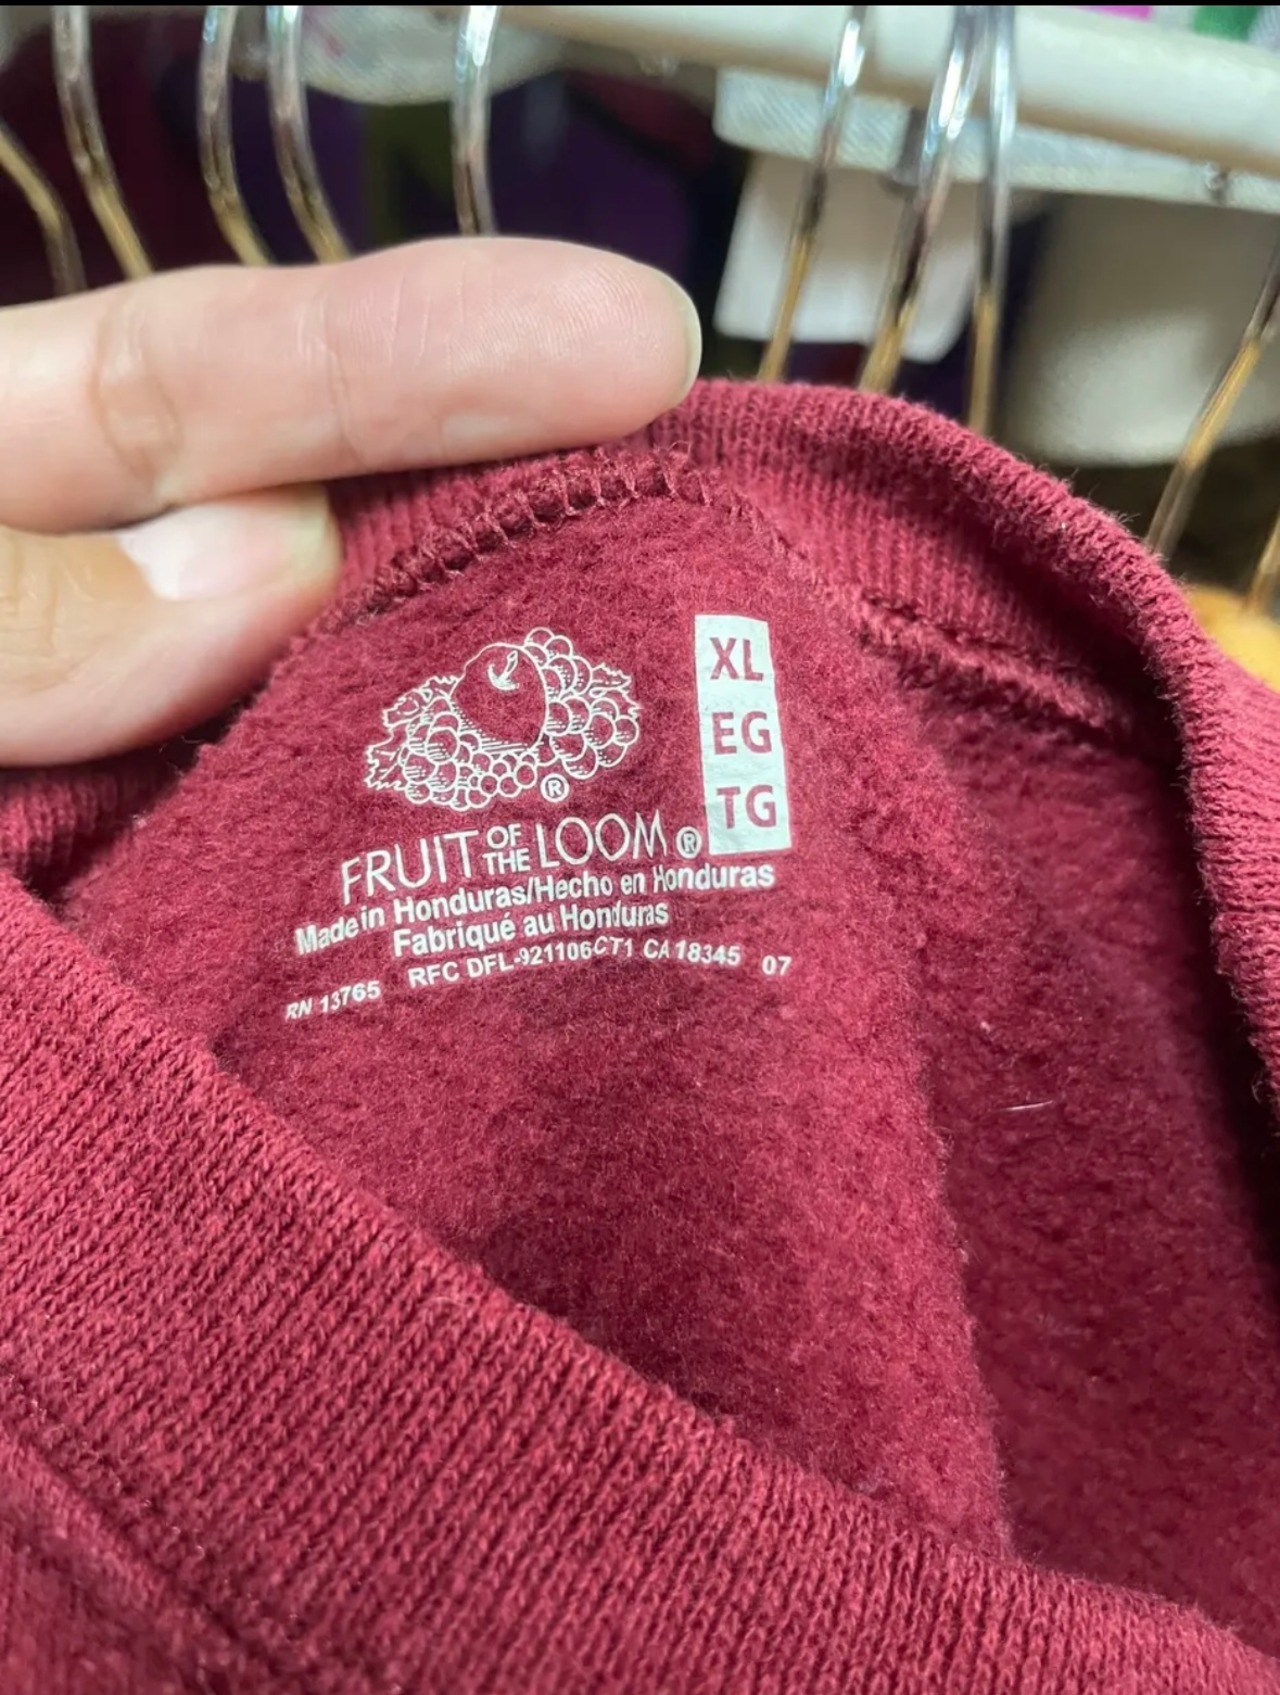 XL
EG
TG
®
FRUIT OF THE LOOM®
Made in Honduras/Hecho en Honduras
Fabriqué au Honduras
RN 13765 RFC DFL-921106CT1 CA 18345 07